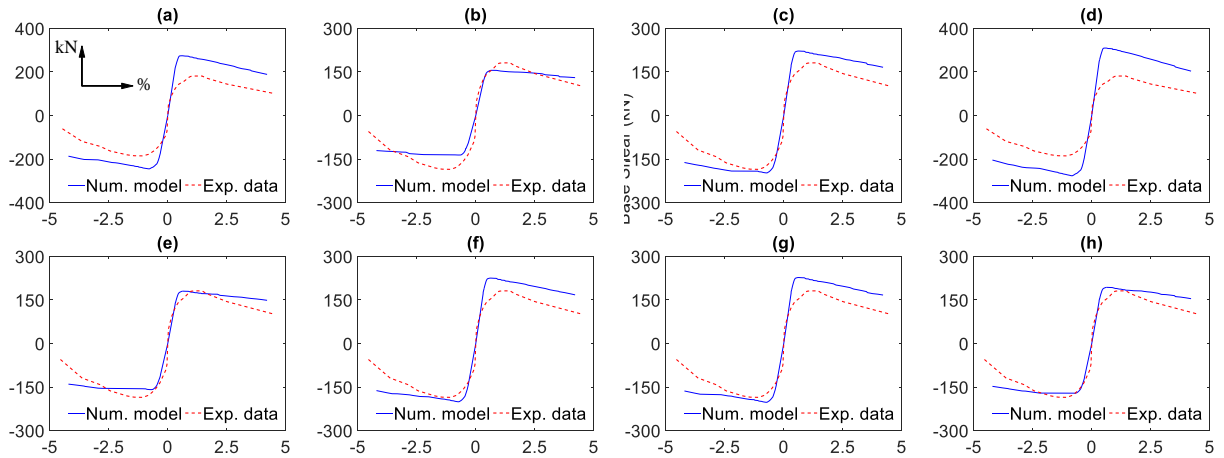 (a) (b) (c) (d)
400 300 300 400
kN
%
200 150 150 200
0 0 0 0
-200 -150 -150 -200
Num. model Exp. data Num. model Exp. data Num. model Exp. data Num. model Exp. data
-400 -300 -300 -400
-5 -2.5 0 2.5 5 -5 -2.5 0 2.5 5 -5 -2.5 0 2.5 5 -5 -2.5 0 2.5 5
Base Shear (kN)
(e) (f) (g) (h)
300 300 300 300
150 150 150 150
0 0 0 0
-150 -150 -150 -150
Num. model Exp. data Num. model Exp. data Num. model Exp. data Num. model Exp. data
-300 -300 -300 -300
-5 -2.5 0 2.5 5 -5 -2.5 0 2.5 5 -5 -2.5 0 2.5 5 -5 -2.5 0 2.5 5